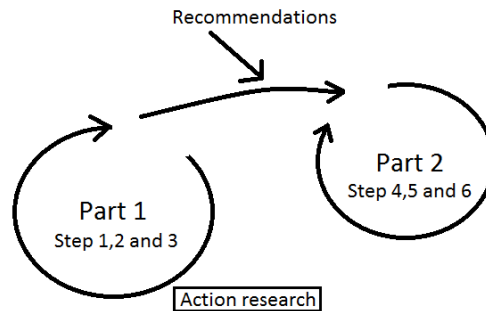 Recommendations
Part 1
Step 1,2 and 3
Part 2
Step 4,5 and 6
Action research